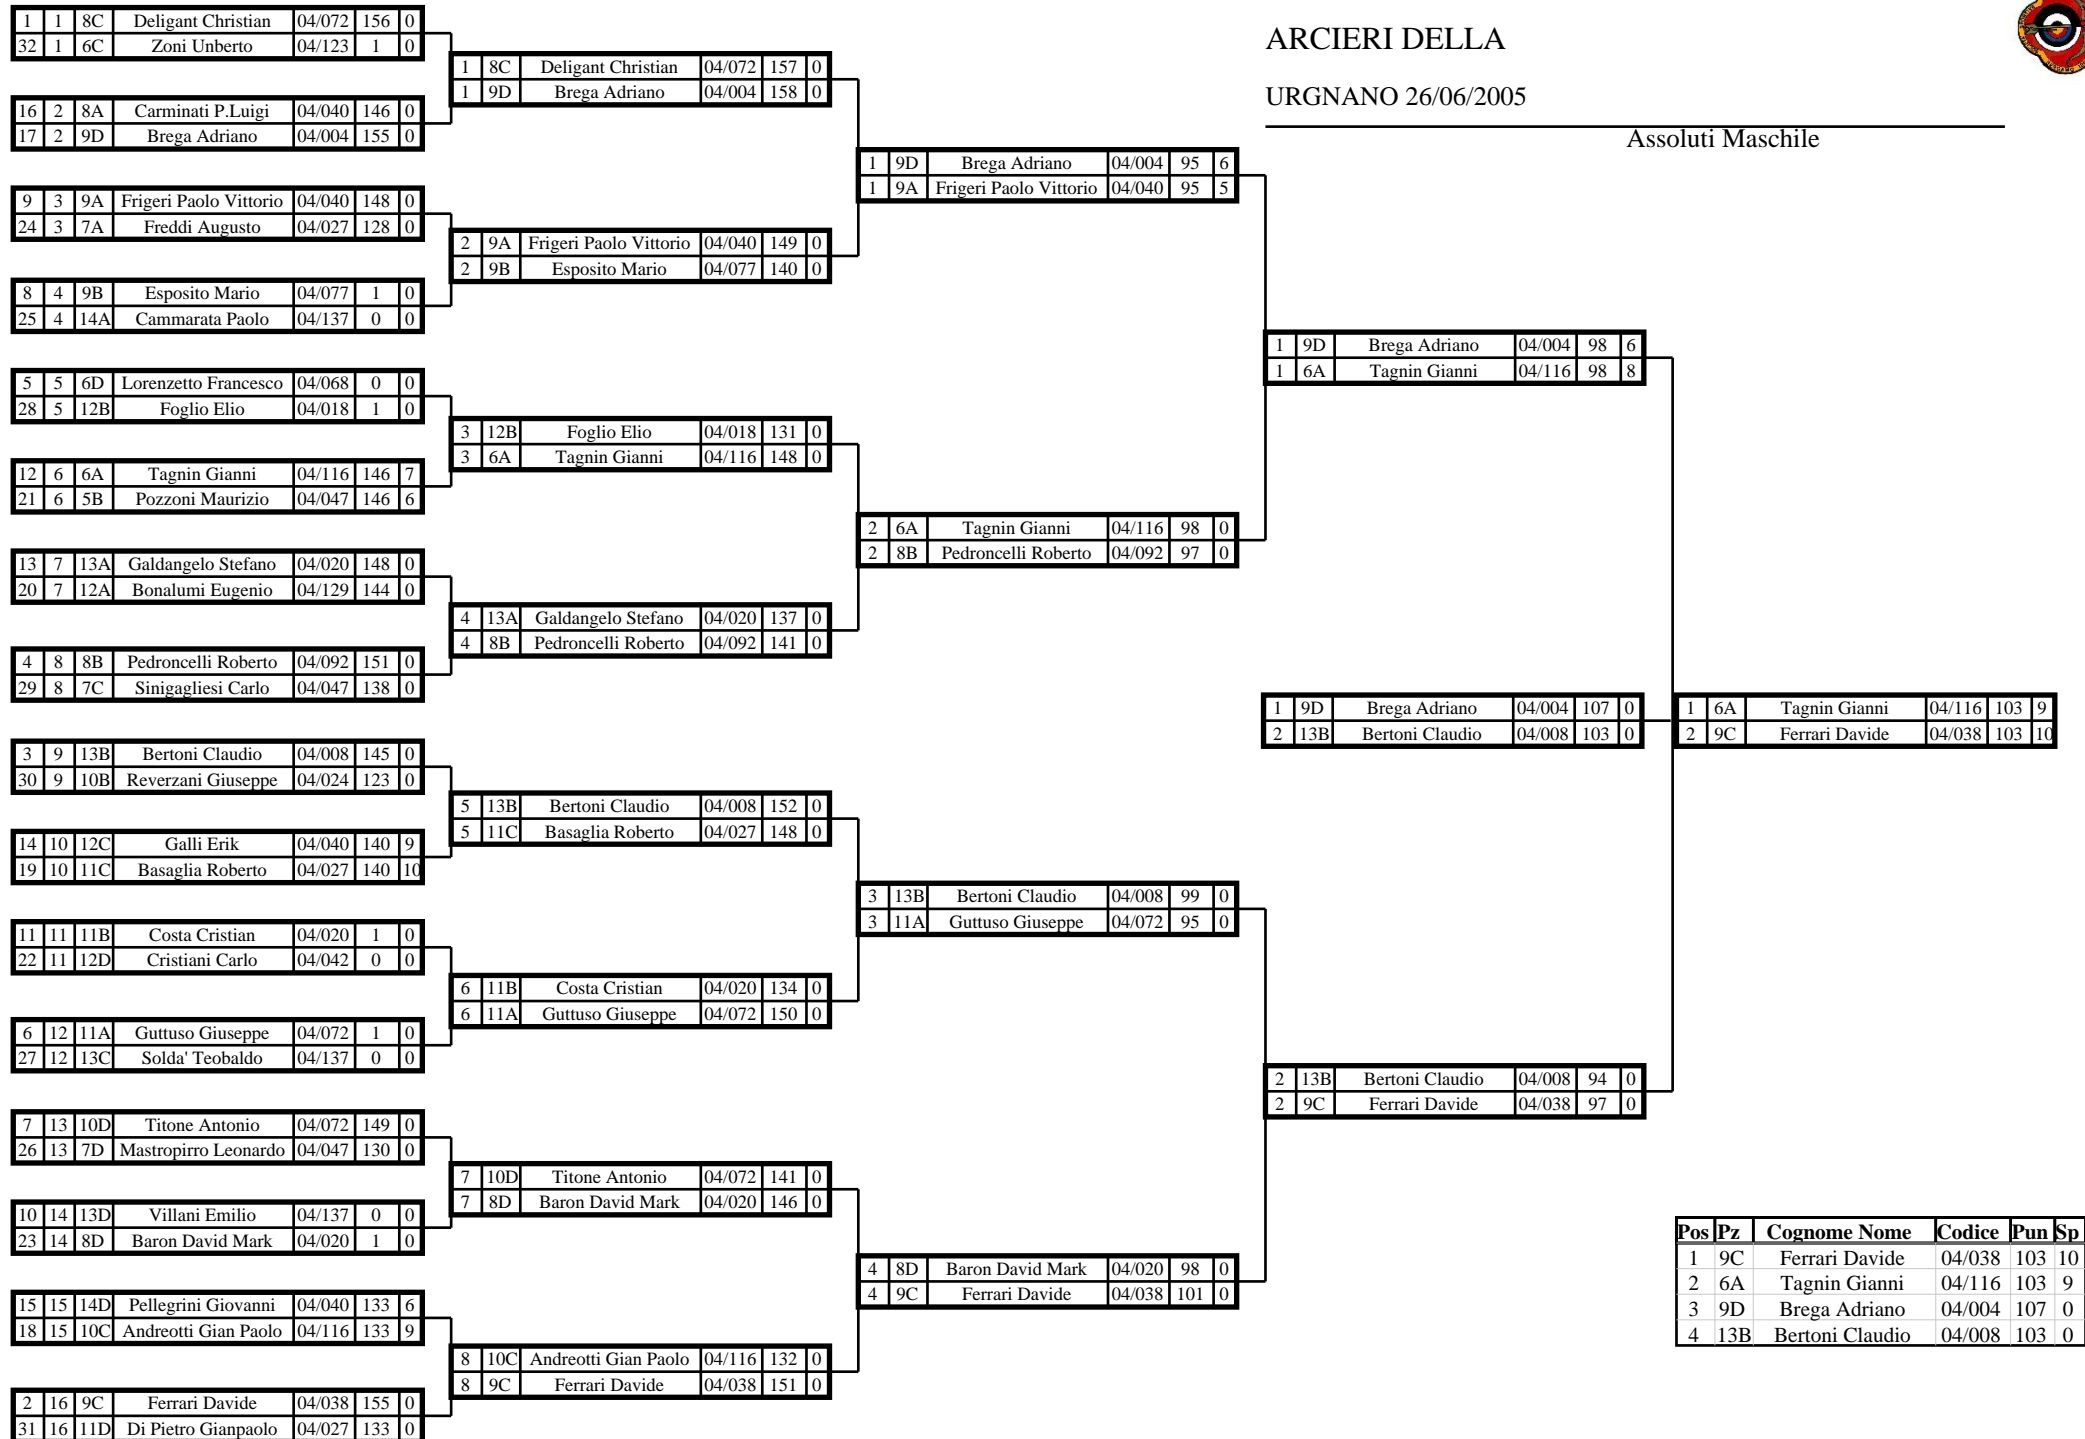 ARCIERI DELLA
URGNANO 26/06/2005
Assoluti Maschile
1 1 8C Deligant Christian 04/072 156 0
32 1 6C Zoni Unberto 04/123 1 0
16 2 8A Carminati P.Luigi 04/040 146 0
17 2 9D Brega Adriano 04/004 155 0
9 3 9A Frigeri Paolo Vittorio 04/040 148 0
24 3 7A Freddi Augusto 04/027 128 0
8 4 9B Esposito Mario 04/077 1 0
25 4 14A Cammarata Paolo 04/137 0 0
5 5 6D Lorenzetto Francesco 04/068 0 0
28 5 12B Foglio Elio 04/018 1 0
12 6 6A Tagnin Gianni 04/116 146 7
21 6 5B Pozzoni Maurizio 04/047 146 6
13 7 13A Galdangelo Stefano 04/020 148 0
20 7 12A Bonalumi Eugenio 04/129 144 0
4 8 8B Pedroncelli Roberto 04/092 151 0
29 8 7C Sinigagliesi Carlo 04/047 138 0
3 9 13B Bertoni Claudio 04/008 145 0
30 9 10B Reverzani Giuseppe 04/024 123 0
14 10 12C Galli Erik 04/040 140 9
19 10 11C Basaglia Roberto 04/027 140 10
11 11 11B Costa Cristian 04/020 1 0
22 11 12D Cristiani Carlo 04/042 0 0
6 12 11A Guttuso Giuseppe 04/072 1 0
27 12 13C Solda' Teobaldo 04/137 0 0
7 13 10D Titone Antonio 04/072 149 0
26 13 7D Mastropirro Leonardo 04/047 130 0
10 14 13D Villani Emilio 04/137 0 0
23 14 8D Baron David Mark 04/020 1 0
15 15 14D Pellegrini Giovanni 04/040 133 6
18 15 10C Andreotti Gian Paolo 04/116 133 9
2 16 9C Ferrari Davide 04/038 155 0
31 16 11D Di Pietro Gianpaolo 04/027 133 0
1 8C Deligant Christian 04/072 157 0
1 9D Brega Adriano 04/004 158 0
2 9A Frigeri Paolo Vittorio 04/040 149 0
2 9B Esposito Mario 04/077 140 0
3 12B Foglio Elio 04/018 131 0
3 6A Tagnin Gianni 04/116 148 0
4 13A Galdangelo Stefano 04/020 137 0
4 8B Pedroncelli Roberto 04/092 141 0
5 13B Bertoni Claudio 04/008 152 0
5 11C Basaglia Roberto 04/027 148 0
6 11B Costa Cristian 04/020 134 0
6 11A Guttuso Giuseppe 04/072 150 0
7 10D Titone Antonio 04/072 141 0
7 8D Baron David Mark 04/020 146 0
8 10C Andreotti Gian Paolo 04/116 132 0
8 9C Ferrari Davide 04/038 151 0
1 9D Brega Adriano 04/004 95 6
1 9A Frigeri Paolo Vittorio 04/040 95 5
2 6A Tagnin Gianni 04/116 98 0
2 8B Pedroncelli Roberto 04/092 97 0
3 13B Bertoni Claudio 04/008 99 0
3 11A Guttuso Giuseppe 04/072 95 0
4 8D Baron David Mark 04/020 98 0
4 9C Ferrari Davide 04/038 101 0
1 9D Brega Adriano 04/004 98 6
1 6A Tagnin Gianni 04/116 98 8
1 9D Brega Adriano 04/004 107 0
2 13B Bertoni Claudio 04/008 103 0
2 13B Bertoni Claudio 04/008 94 0
2 9C Ferrari Davide 04/038 97 0
1 6A Tagnin Gianni 04/116 103 9
2 9C Ferrari Davide 04/038 103 10
Pos Pz Cognome Nome Codice Pun Sp
1 9C Ferrari Davide 04/038 103 10
2 6A Tagnin Gianni 04/116 103 9
3 9D Brega Adriano 04/004 107 0
4 13B Bertoni Claudio 04/008 103 0